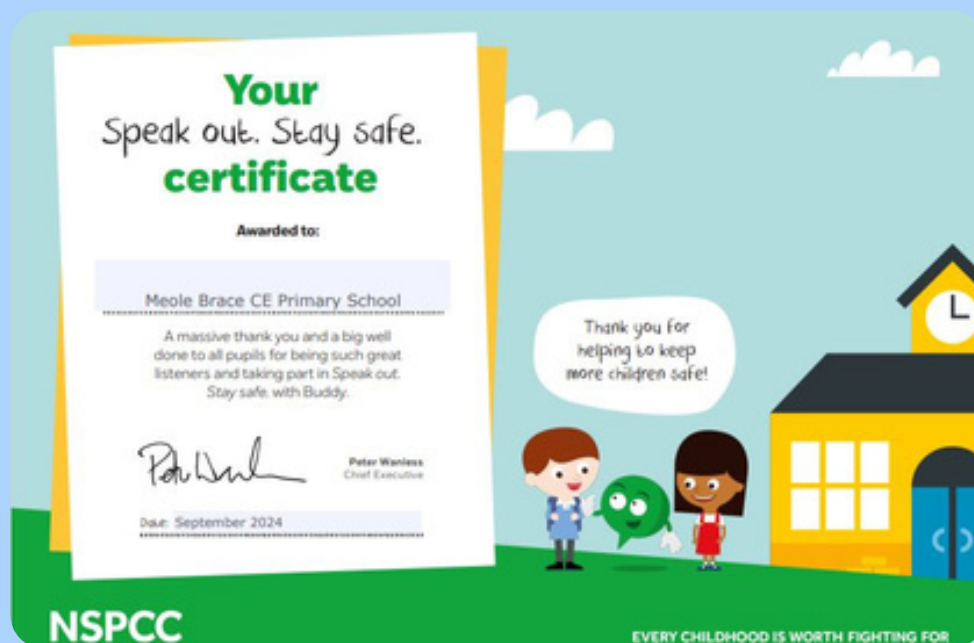 Your
Speak out. Stay safe.
certificate
Awarded to:
Meole Brace CE Primary School
A massive thank you and a big well
done to all pupils for being such great
listeners and taking part in Speak out.
Stay safe. with Buddy.
Peter Wanless
Chief Executive
Date: September 2024
Thank you for
helping to keep
more children safe!
NSPCC
EVERY CHILDHOOD IS WORTH FIGHTING FOR